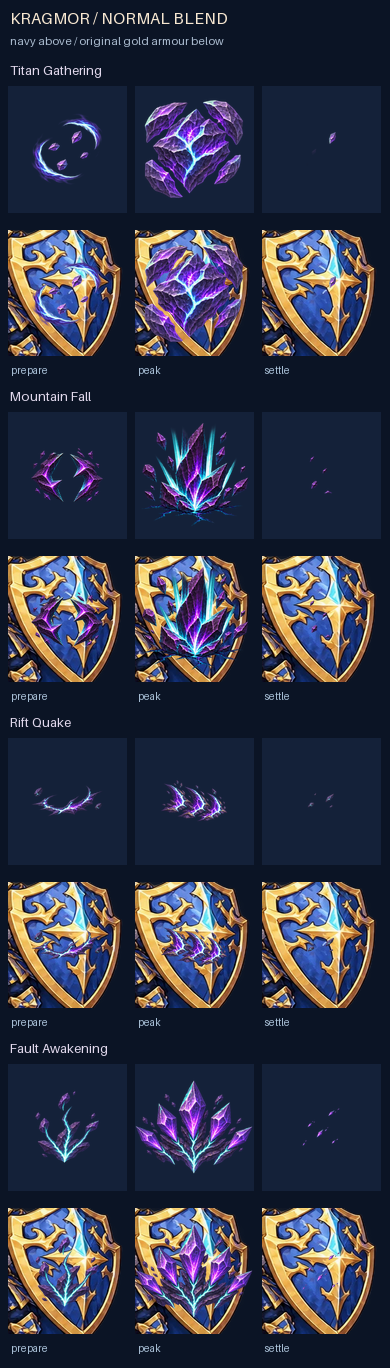 KRAGMOR / NORMAL BLEND
navy above / original gold armour below
Titan Gathering
prepare peak settle
Mountain Fall
prepare peak settle
Rift Quake
prepare peak settle
Fault Awakening
prepare peak settle